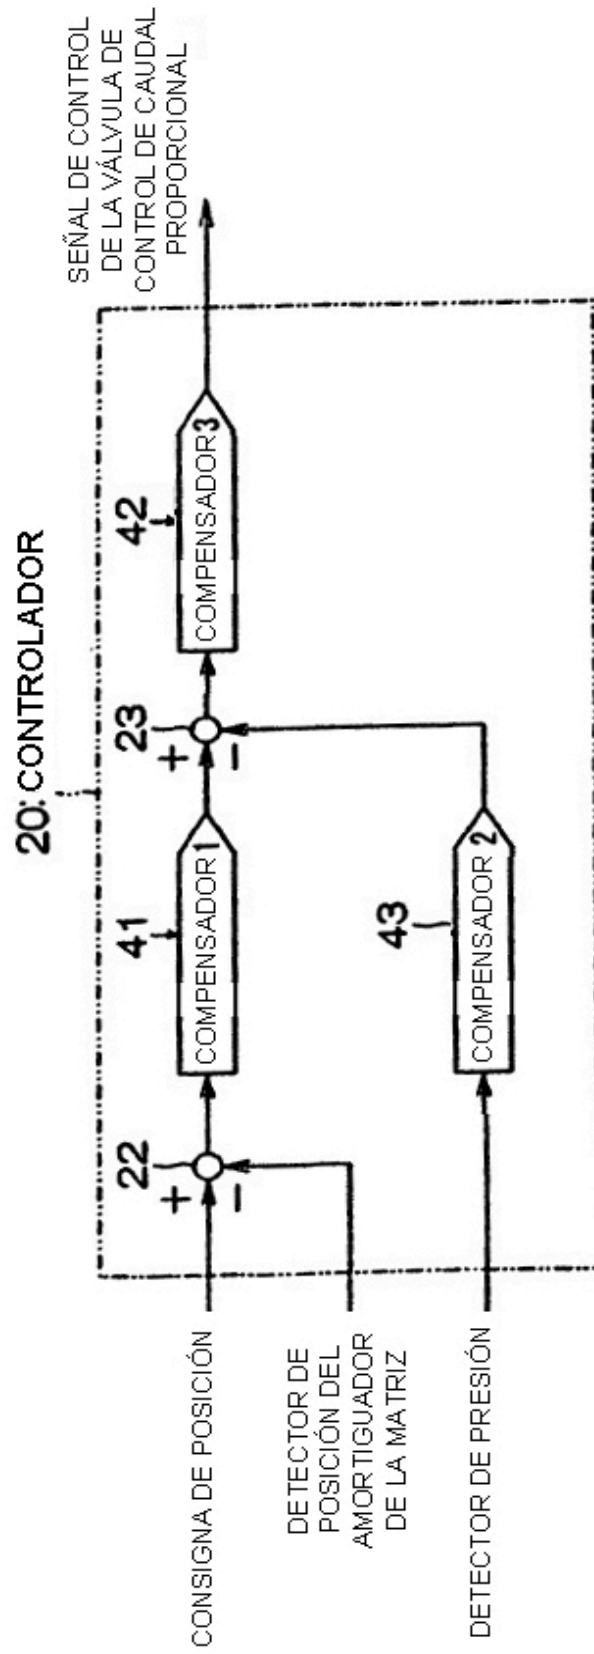 20: CONTROLADOR
SEÑAL DE CONTROL
DE LA VÁLVULA DE
CONTROL DE CAUDAL
PROPORCIONAL
CONSIGNA DE POSICIÓN
+
−
22
41
COMPENSADOR 1
+
−
23
42
COMPENSADOR 3
DETECTOR DE
POSICIÓN DEL
AMORTIGUADOR
DE LA MATRIZ
DETECTOR DE PRESIÓN
43
COMPENSADOR 2